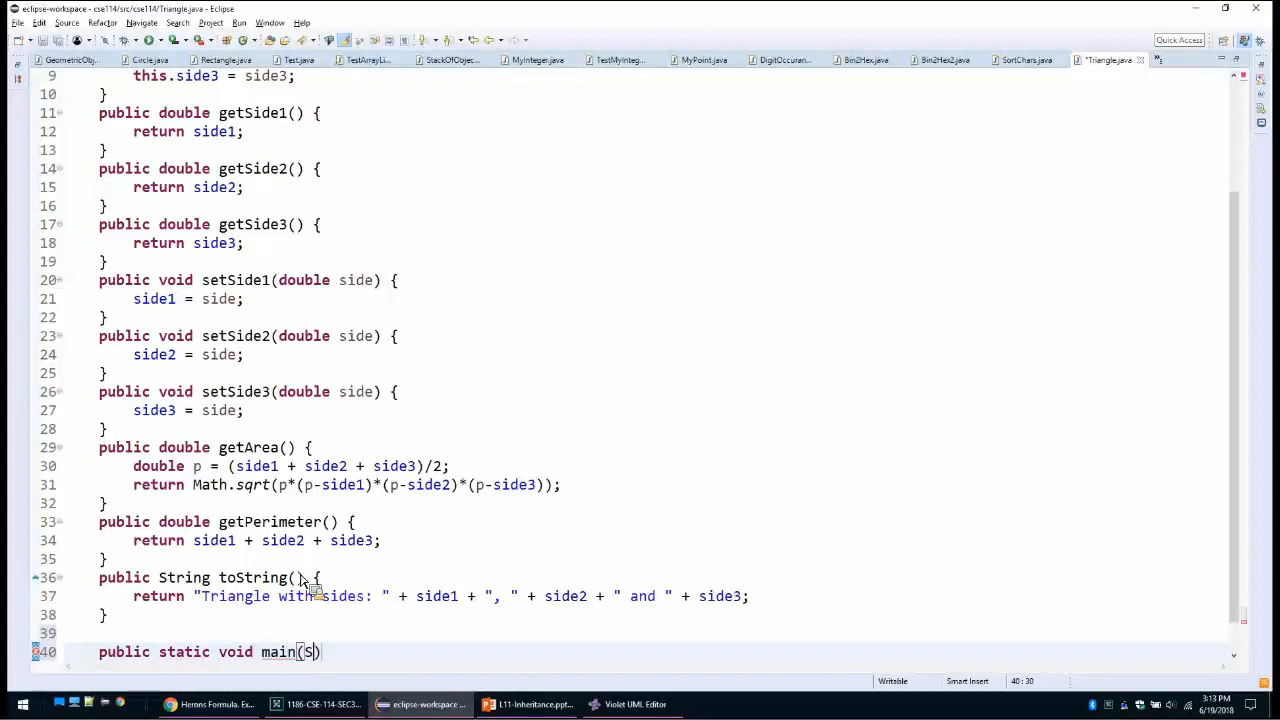 eclipse-workspace - cse114/src/cse114/Triangle.java - Eclipse
File Edit Source Refactor Navigate Search Project Run Window Help
Quick Access
GeometricObj... Circle.java Rectangle.java Test.java TestArrayLi... StackOfObjec... MyInteger.java TestMyInteg... MyPoint.java DigitOccuran... Bin2Hex.java Bin2Hex2.java SortChars.java *Triangle.java »5
9 this.side3 = side3;
10 }
11 public double getSide1() {
12 return side1;
13 }
14 public double getSide2() {
15 return side2;
16 }
17 public double getSide3() {
18 return side3;
19 }
20 public void setSide1(double side) {
21 side1 = side;
22 }
23 public void setSide2(double side) {
24 side2 = side;
25 }
26 public void setSide3(double side) {
27 side3 = side;
28 }
29 public double getArea() {
30 double p = (side1 + side2 + side3)/2;
31 return Math.sqrt(p*(p-side1)*(p-side2)*(p-side3));
32 }
33 public double getPerimeter() {
34 return side1 + side2 + side3;
35 }
36 public String toString() {
37 return "Triangle with sides: " + side1 + ", " + side2 + " and " + side3;
38 }
39
40 public static void main(S)
Writable Smart Insert 40 : 30
Herons Formula. Ex... 1186-CSE-114-SEC3... eclipse-workspace ... L11-Inheritance.ppt... Violet UML Editor 3:13 PM
6/19/2018